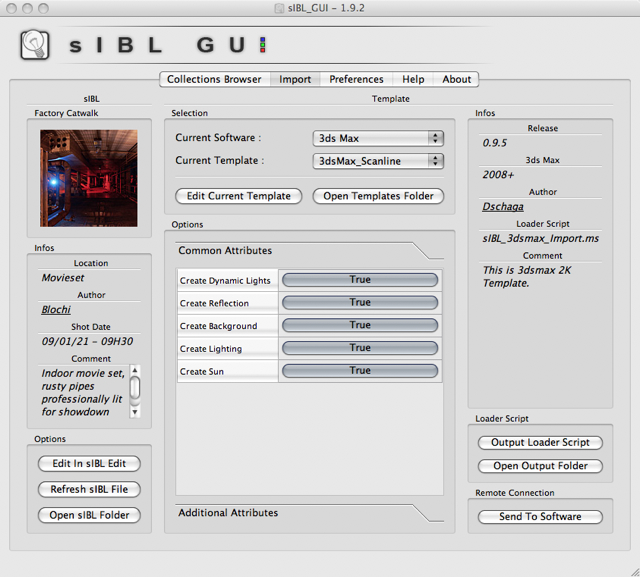 sIBL_GUI - 1.9.2
sIBL GUI
Collections Browser Import Preferences Help About
sIBL
Factory Catwalk
Infos
Location
Movieset
Author
Blochi
Shot Date
09/01/21 - 09H30
Comment
Indoor movie set,
rusty pipes
professionally lit
for showdown
Options
Edit In sIBL Edit
Refresh sIBL File
Open sIBL Folder
Template
Selection
Current Software : 3ds Max
Current Template : 3dsMax_Scanline
Edit Current Template Open Templates Folder
Options
Common Attributes
Create Dynamic Lights True
Create Reflection True
Create Background True
Create Lighting True
Create Sun True
Additional Attributes
Infos
Release
0.9.5
3ds Max
2008+
Author
Dschaga
Loader Script
sIBL_3dsmax_Import.ms
Comment
This is 3dsmax 2K
Template.
Loader Script
Output Loader Script
Open Output Folder
Remote Connection
Send To Software